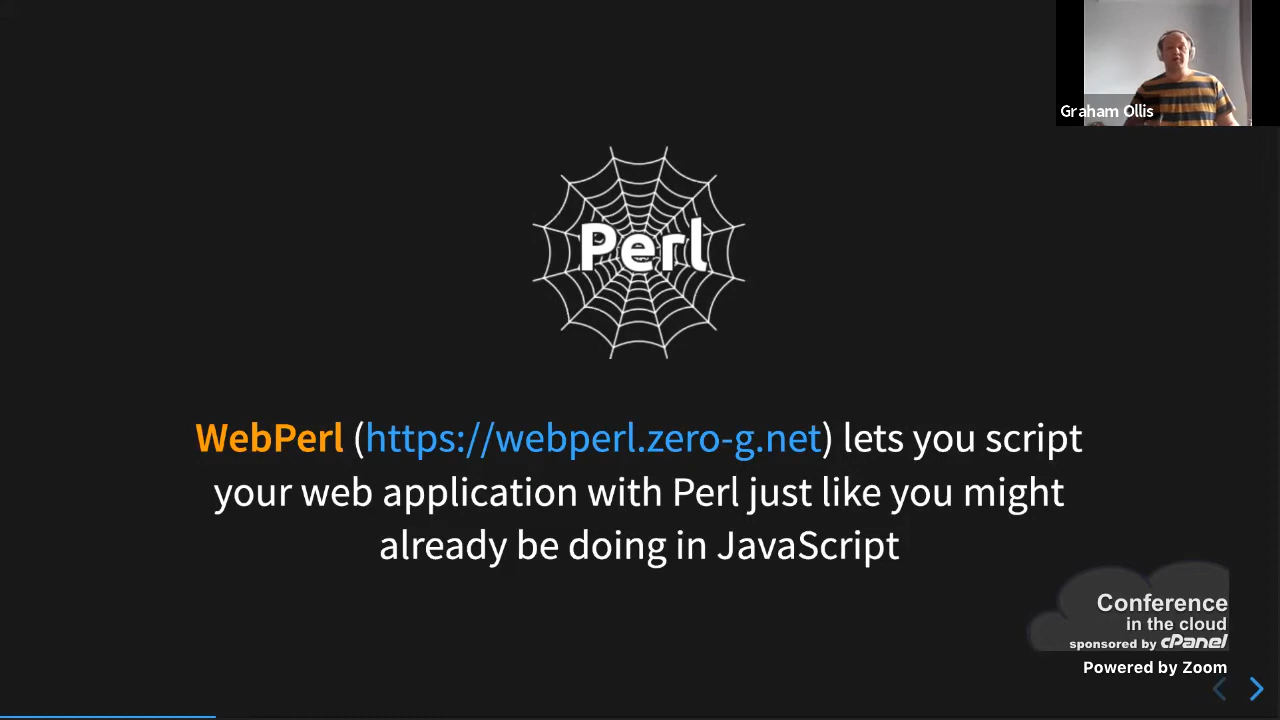 Graham Ollis
Perl
WebPerl (https://webperl.zero-g.net) lets you script
your web application with Perl just like you might
already be doing in JavaScript
Conference
in the cloud
sponsored by cPanel
Powered by Zoom